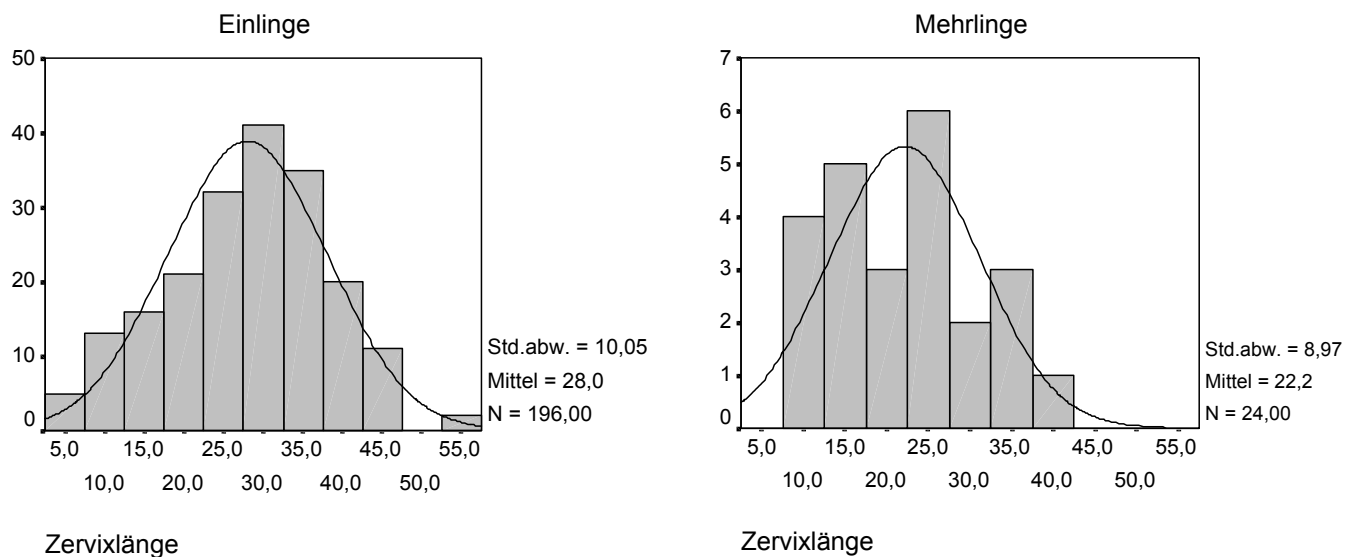 Einlinge
50
40
30
20
10
0
5,0 15,0 25,0 35,0 45,0 55,0
10,0 20,0 30,0 40,0 50,0
Zervixlänge
Std.abw. = 10,05
Mittel = 28,0
N = 196,00
Mehrlinge
7
6
5
4
3
2
1
0
5,0 15,0 25,0 35,0 45,0 55,0
10,0 20,0 30,0 40,0 50,0
Zervixlänge
Std.abw. = 8,97
Mittel = 22,2
N = 24,00